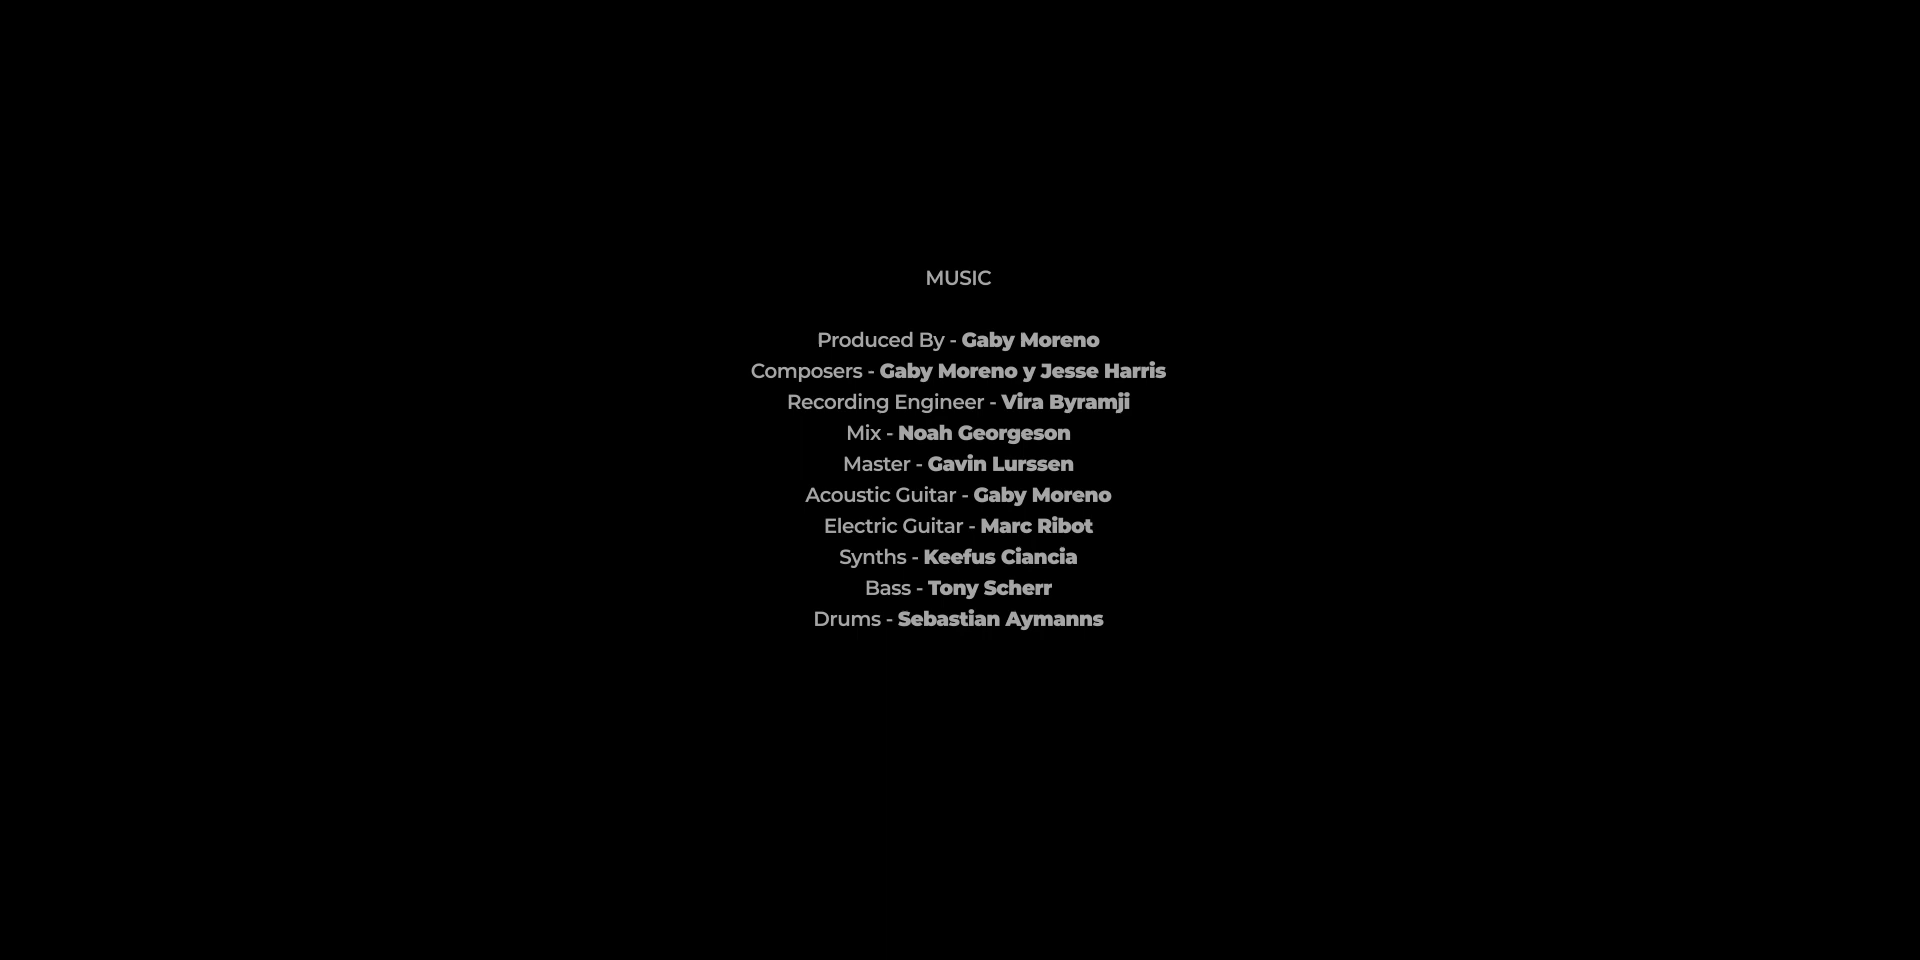 MUSIC
Produced By - Gaby Moreno
Composers - Gaby Moreno y Jesse Harris
Recording Engineer - Vira Byramji
Mix - Noah Georgeson
Master - Gavin Lurssen
Acoustic Guitar - Gaby Moreno
Electric Guitar - Marc Ribot
Synths - Keefus Ciancia
Bass - Tony Scherr
Drums - Sebastian Aymanns